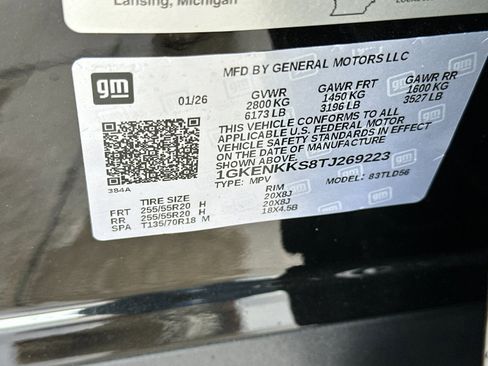 Lansing, Michigan
gm
MFD BY GENERAL MOTORS LLC
01/26
GVWR GAWR FRT GAWR RR
2800 KG 1450 KG 1600 KG
6173 LB 3196 LB 3527 LB
THIS VEHICLE CONFORMS TO ALL
APPLICABLE U.S. FEDERAL MOTOR
VEHICLE SAFETY STANDARDS IN EFFECT
ON THE DATE OF MANUFACTURE
SHOWN ABOVE.
1GKENKKS8TJ269223
TYPE: MPV MODEL: 83TLD56
384A
TIRE SIZE RIM
FRT 255/55R20 H 20X8J
RR 255/55R20 H 20X8J
SPA T135/70R18 M 18X4.5B